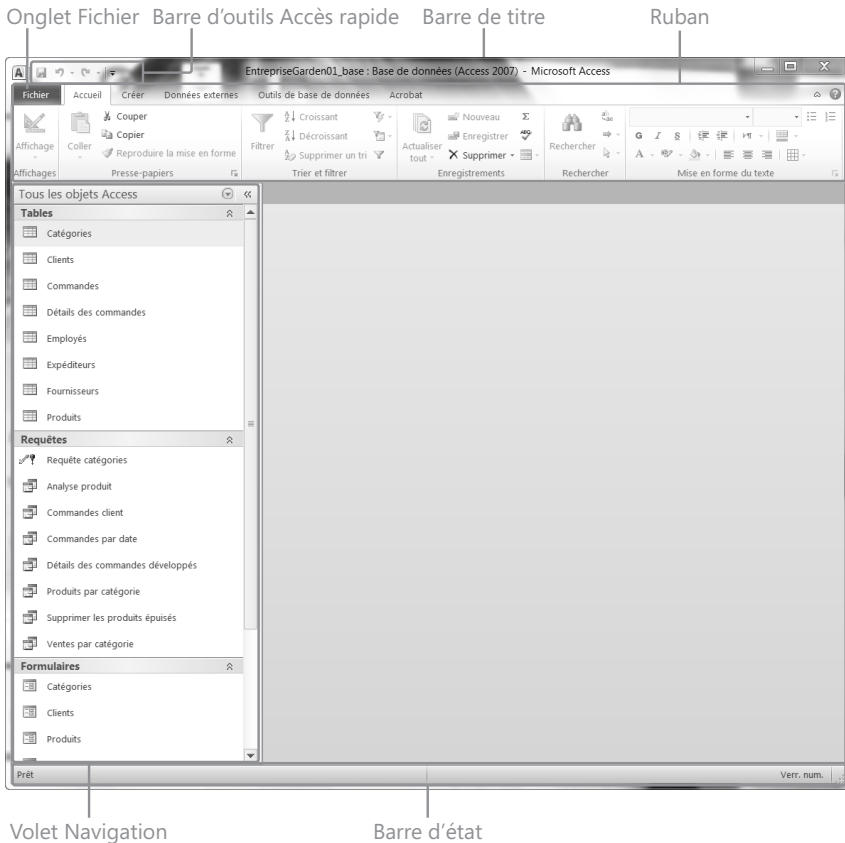 Onglet Fichier Barre d'outils Accès rapide Barre de titre Ruban
EntrepriseGarden01_base : Base de données (Access 2007) - Microsoft Access
Fichier Accueil Créer Données externes Outils de base de données Acrobat
Affichage
Coller
Couper
Copier
Reproduire la mise en forme
Filtrer
Croissant
Décroissant
Supprimer un tri
Actualiser tout
Nouveau
Enregistrer
Supprimer
Rechercher
G I S
A
Affichages Presse-papiers Trier et filtrer Enregistrements Rechercher Mise en forme du texte
Tous les objets Access
Tables
Catégories
Clients
Commandes
Détails des commandes
Employés
Expéditeurs
Fournisseurs
Produits
Requêtes
Requête catégories
Analyse produit
Commandes client
Commandes par date
Détails des commandes développés
Produits par catégorie
Supprimer les produits épuisés
Ventes par catégorie
Formulaires
Catégories
Clients
Produits
Prêt Verr. num.
Volet Navigation Barre d'état